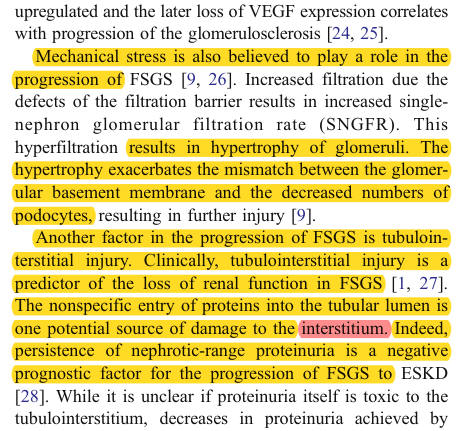 upregulated and the later loss of VEGF expression correlates
with progression of the glomerulosclerosis [24, 25].
Mechanical stress is also believed to play a role in the
progression of FSGS [9, 26]. Increased filtration due the
defects of the filtration barrier results in increased single-
nephron glomerular filtration rate (SNGFR). This
hyperfiltration results in hypertrophy of glomeruli. The
hypertrophy exacerbates the mismatch between the glomer-
ular basement membrane and the decreased numbers of
podocytes, resulting in further injury [9].
Another factor in the progression of FSGS is tubuloin-
terstitial injury. Clinically, tubulointerstitial injury is a
predictor of the loss of renal function in FSGS [1, 27].
The nonspecific entry of proteins into the tubular lumen is
one potential source of damage to the interstitium. Indeed,
persistence of nephrotic-range proteinuria is a negative
prognostic factor for the progression of FSGS to ESKD
[28]. While it is unclear if proteinuria itself is toxic to the
tubulointerstitium, decreases in proteinuria achieved by